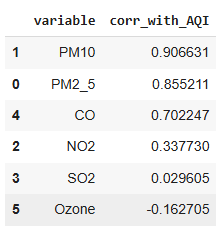 variable corr_with_AQI
1 PM10 0.906631
0 PM2_5 0.855211
4 CO 0.702247
2 NO2 0.337730
3 SO2 0.029605
5 Ozone -0.162705